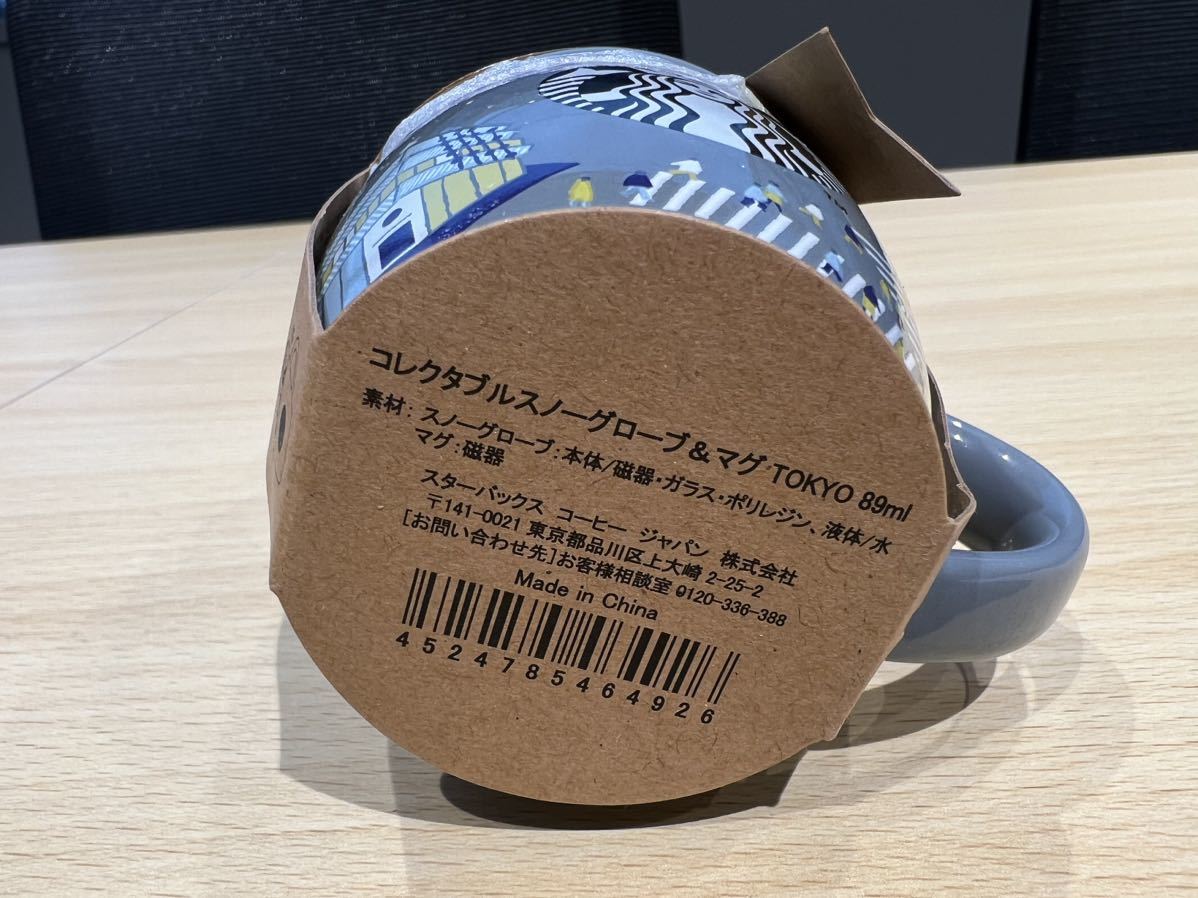 コレクタブルスノーグローブ&マグ TOKYO 89ml
素材: スノーグローブ:本体/磁器・ガラス・ポリレジン、液体/水
マグ:磁器
スターバックス コーヒー ジャパン 株式会社
〒141-0021 東京都品川区上大崎 2-25-2
[お問い合わせ先]お客様相談室 0120-336-388
Made in China
4524785464926